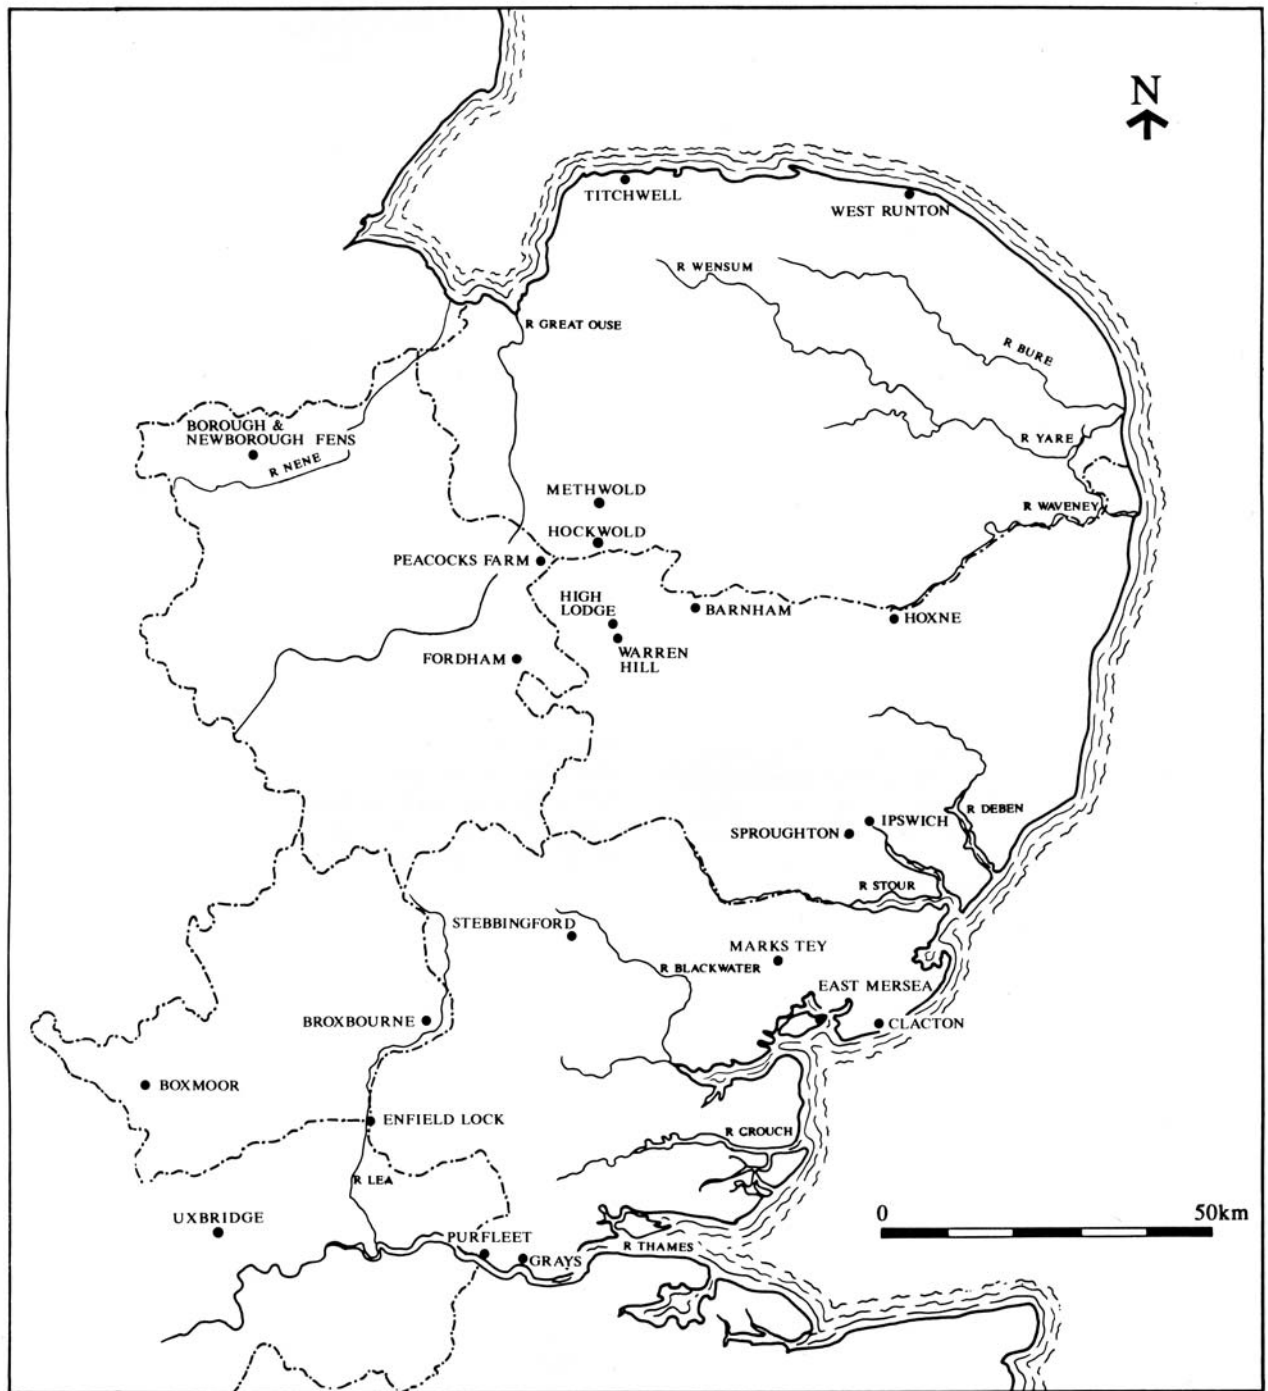 N
TITCHWELL
WEST RUNTON
R WENSUM
R GREAT OUSE
R BURE
BOROUGH &
NEWBOROUGH FENS
R NENE
R YARE
METHWOLD
R WAVENEY
HOCKWOLD
PEACOCKS FARM
HIGH
LODGE
BARNHAM
HOXNE
WARREN
HILL
FORDHAM
R DEBEN
IPSWICH
SPROUGHTON
R STOUR
STEBBINGFORD
MARKS TEY
R BLACKWATER
EAST MERSEA
BROXBOURNE
CLACTON
BOXMOOR
ENFIELD LOCK
R CROUCH
R LEA
UXBRIDGE
0 50km
PURFLEET
R THAMES
GRAYS